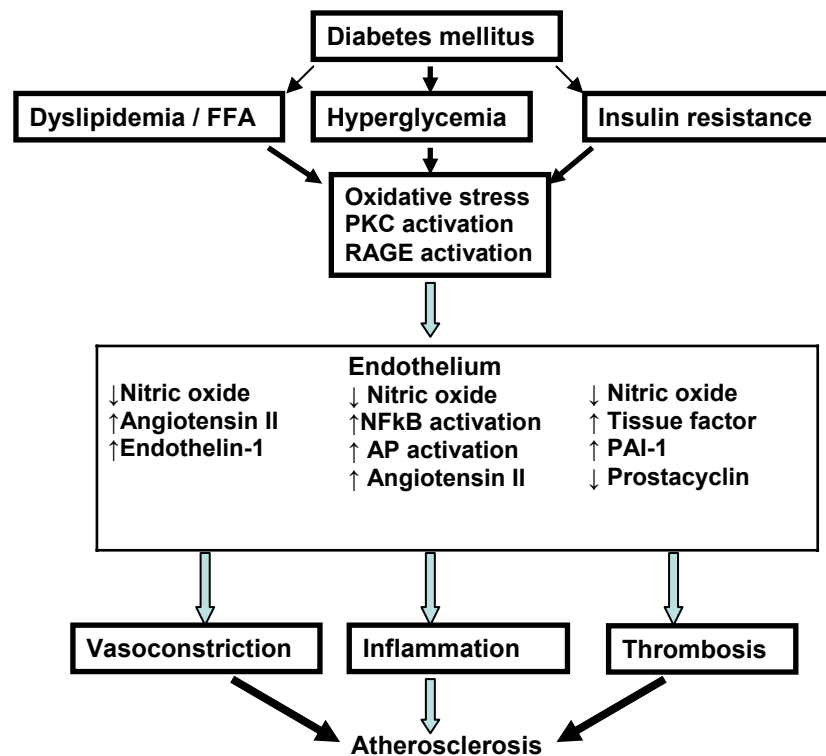 Diabetes mellitus
Dyslipidemia / FFA
Hyperglycemia
Insulin resistance
Oxidative stress
PKC activation
RAGE activation
Endothelium
↓Nitric oxide
↑Angiotensin II
↑Endothelin-1
↓ Nitric oxide
↑NFkB activation
↑ AP activation
↑ Angiotensin II
↓ Nitric oxide
↑ Tissue factor
↑ PAI-1
↓ Prostacyclin
Vasoconstriction
Inflammation
Thrombosis
Atherosclerosis